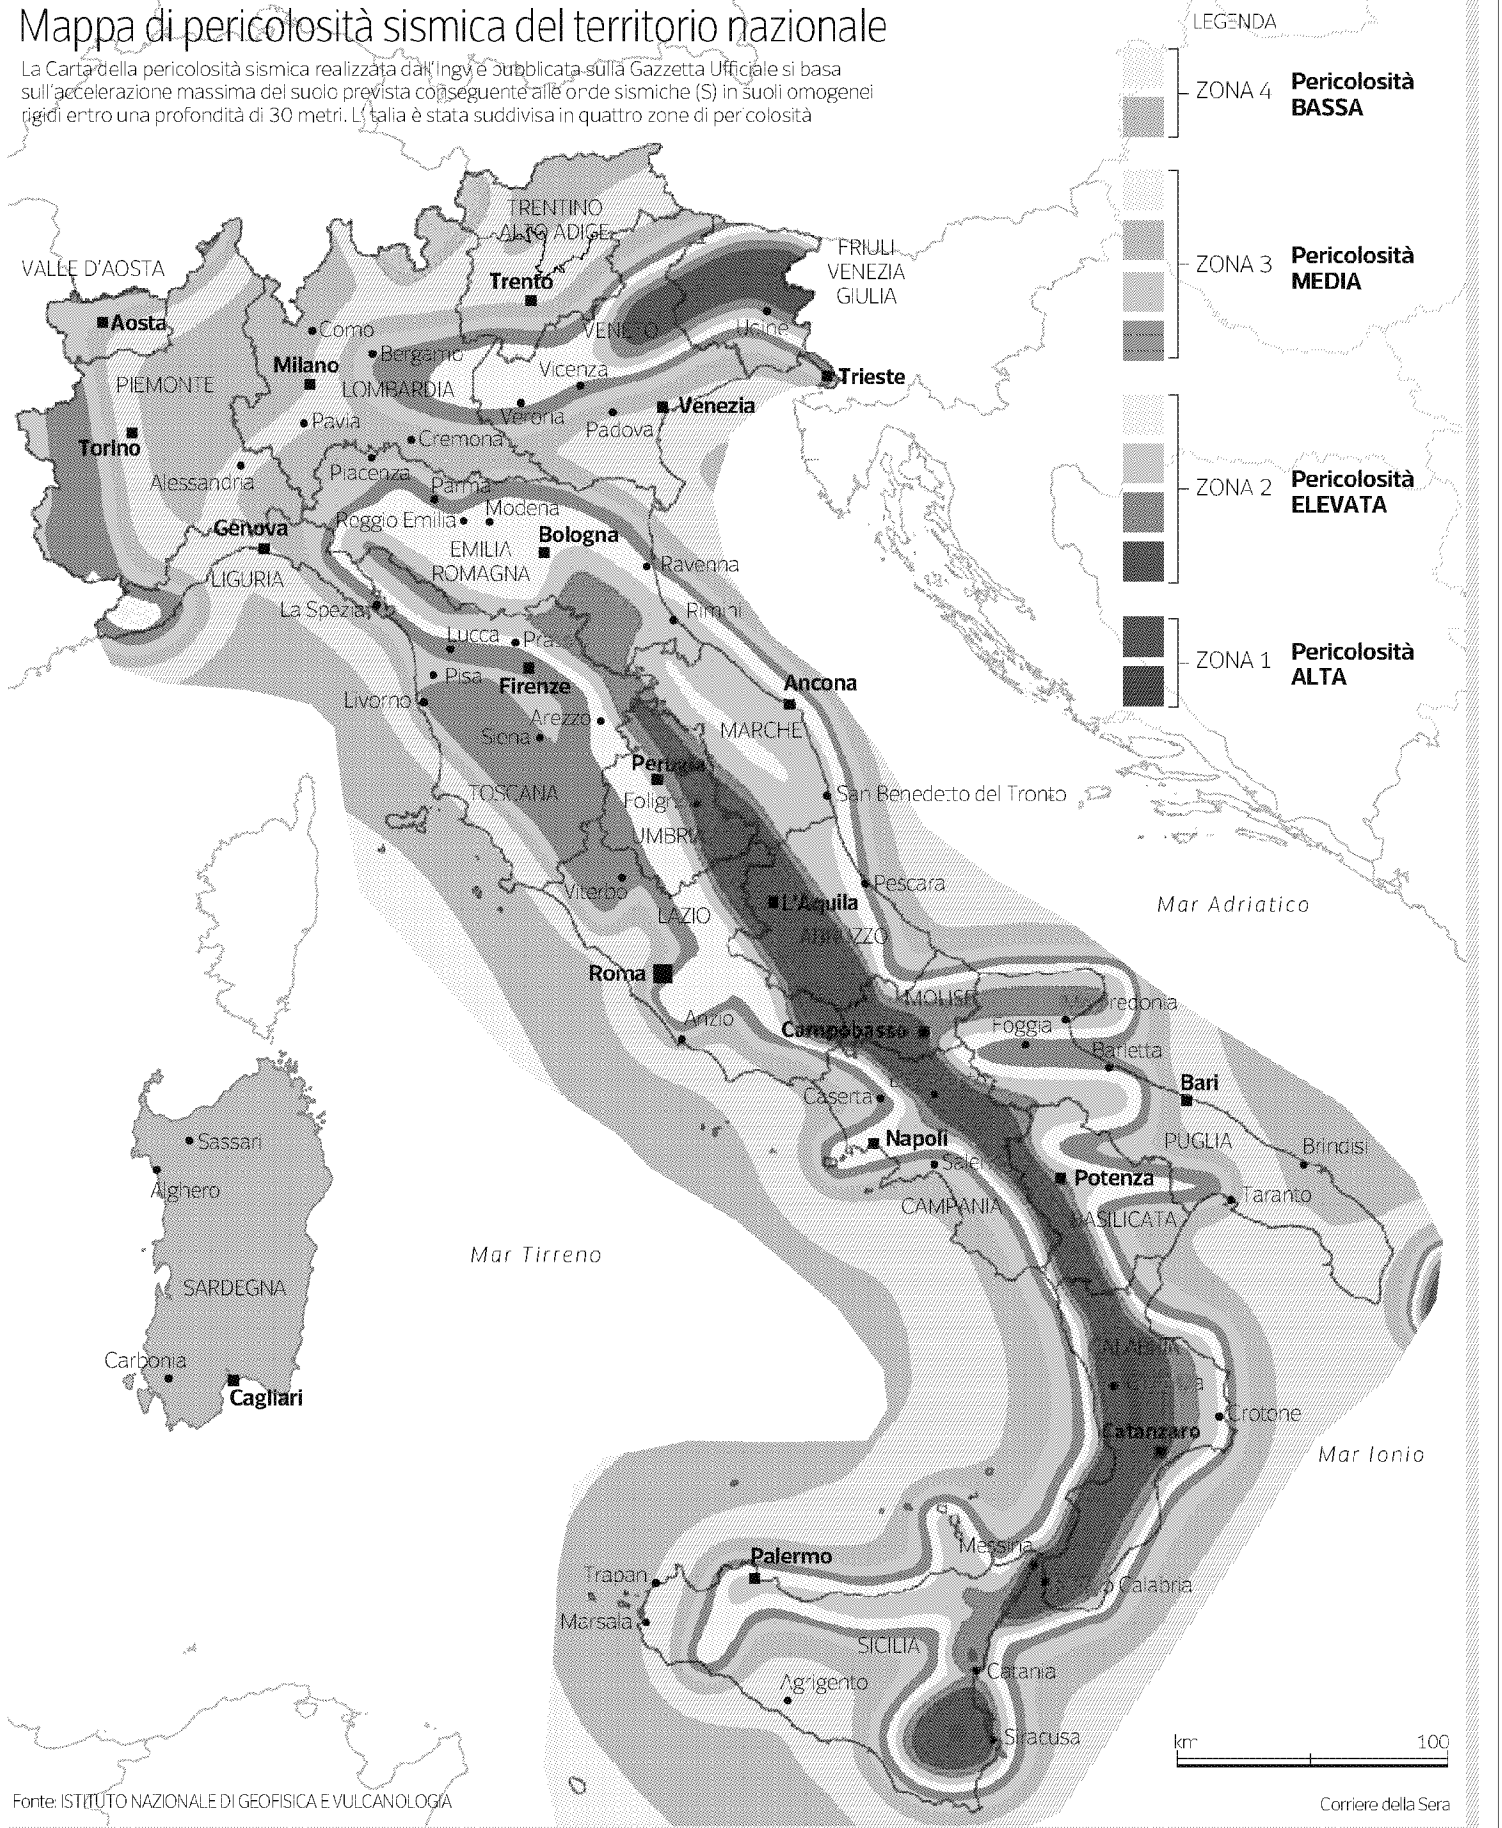 Mappa di pericolosità sismica del territorio nazionale
La Carta della pericolosità sismica realizzata dall'Ingv e pubblicata sulla Gazzetta Ufficiale si basa
sull'accelerazione massima del suolo prevista conseguente alle onde sismiche (S) in suoli omogenei
rigidi entro una profondità di 30 metri. L'Italia è stata suddivisa in quattro zone di pericolosità
LEGENDA
ZONA 4
Pericolosità
BASSA
ZONA 3
Pericolosità
MEDIA
ZONA 2
Pericolosità
ELEVATA
ZONA 1
Pericolosità
ALTA
TRENTINO
ALTO ADIGE
FRIULI
VENEZIA
GIULIA
VALLE D'AOSTA
Trento
Aosta
Como
VENETO
Udine
Bergamo
Milano
Vicenza
Trieste
PIEMONTE
LOMBARDIA
Venezia
Verona
Padova
Pavia
Torino
Cremona
Piacenza
Alessandria
Parma
Modena
Reggio Emilia
Genova
Bologna
EMILIA
ROMAGNA
Ravenna
LIGURIA
La Spezia
Rimini
Lucca
Pisa
Firenze
Ancona
Livorno
Arezzo
MARCHE
Siena
Perugia
TOSCANA
Foligno
San Benedetto del Tronto
UMBRIA
Viterbo
Pescara
L'Aquila
Mar Adriatico
LAZIO
ABRUZZO
Roma
MOLISE
Manfredonia
Anzio
Campobasso
Foggia
Barletta
Bari
Caserta
Napoli
PUGLIA
Brindisi
Salerno
Potenza
Taranto
CAMPANIA
BASILICATA
Sassari
Alghero
Mar Tirreno
SARDEGNA
CALABRIA
Carbonia
Cagliari
Crotone
Catanzaro
Mar Ionio
Messina
Palermo
Trapani
Reggio Calabria
Marsala
SICILIA
Catania
Agrigento
Siracusa
km
100
Fonte: ISTITUTO NAZIONALE DI GEOFISICA E VULCANOLOGIA
Corriere della Sera